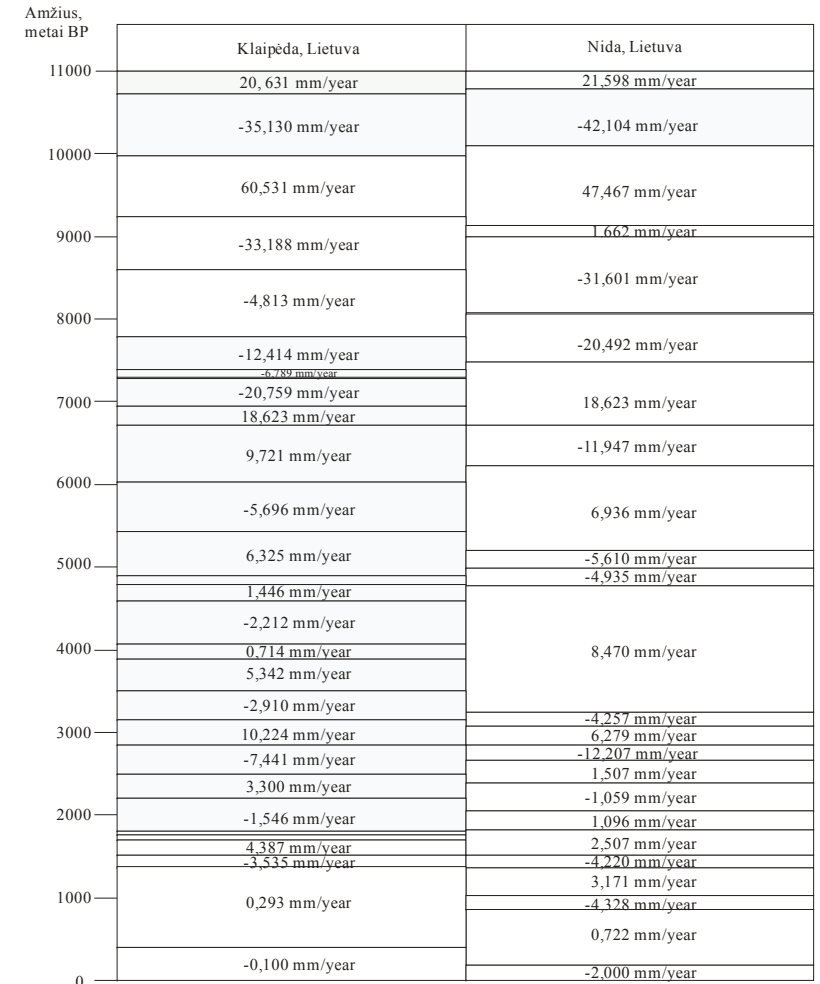 Amžius,
metai BP
Klaipėda, Lietuva
Nida, Lietuva
11000
10000
9000
8000
7000
6000
5000
4000
3000
2000
1000
0
20, 631 mm/year
-35,130 mm/year
60,531 mm/year
-33,188 mm/year
-4,813 mm/year
-12,414 mm/year
-6,789 mm/year
-20,759 mm/year
18,623 mm/year
9,721 mm/year
-5,696 mm/year
6,325 mm/year
1,446 mm/year
-2,212 mm/year
0,714 mm/year
5,342 mm/year
-2,910 mm/year
10,224 mm/year
-7,441 mm/year
3,300 mm/year
-1,546 mm/year
4,387 mm/year
-3,535 mm/year
0,293 mm/year
-0,100 mm/year
21,598 mm/year
-42,104 mm/year
47,467 mm/year
1,662 mm/year
-31,601 mm/year
-20,492 mm/year
18,623 mm/year
-11,947 mm/year
6,936 mm/year
-5,610 mm/year
-4,935 mm/year
8,470 mm/year
-4,257 mm/year
6,279 mm/year
-12,207 mm/year
1,507 mm/year
-1,059 mm/year
1,096 mm/year
2,507 mm/year
-4,220 mm/year
3,171 mm/year
-4,328 mm/year
0,722 mm/year
-2,000 mm/year